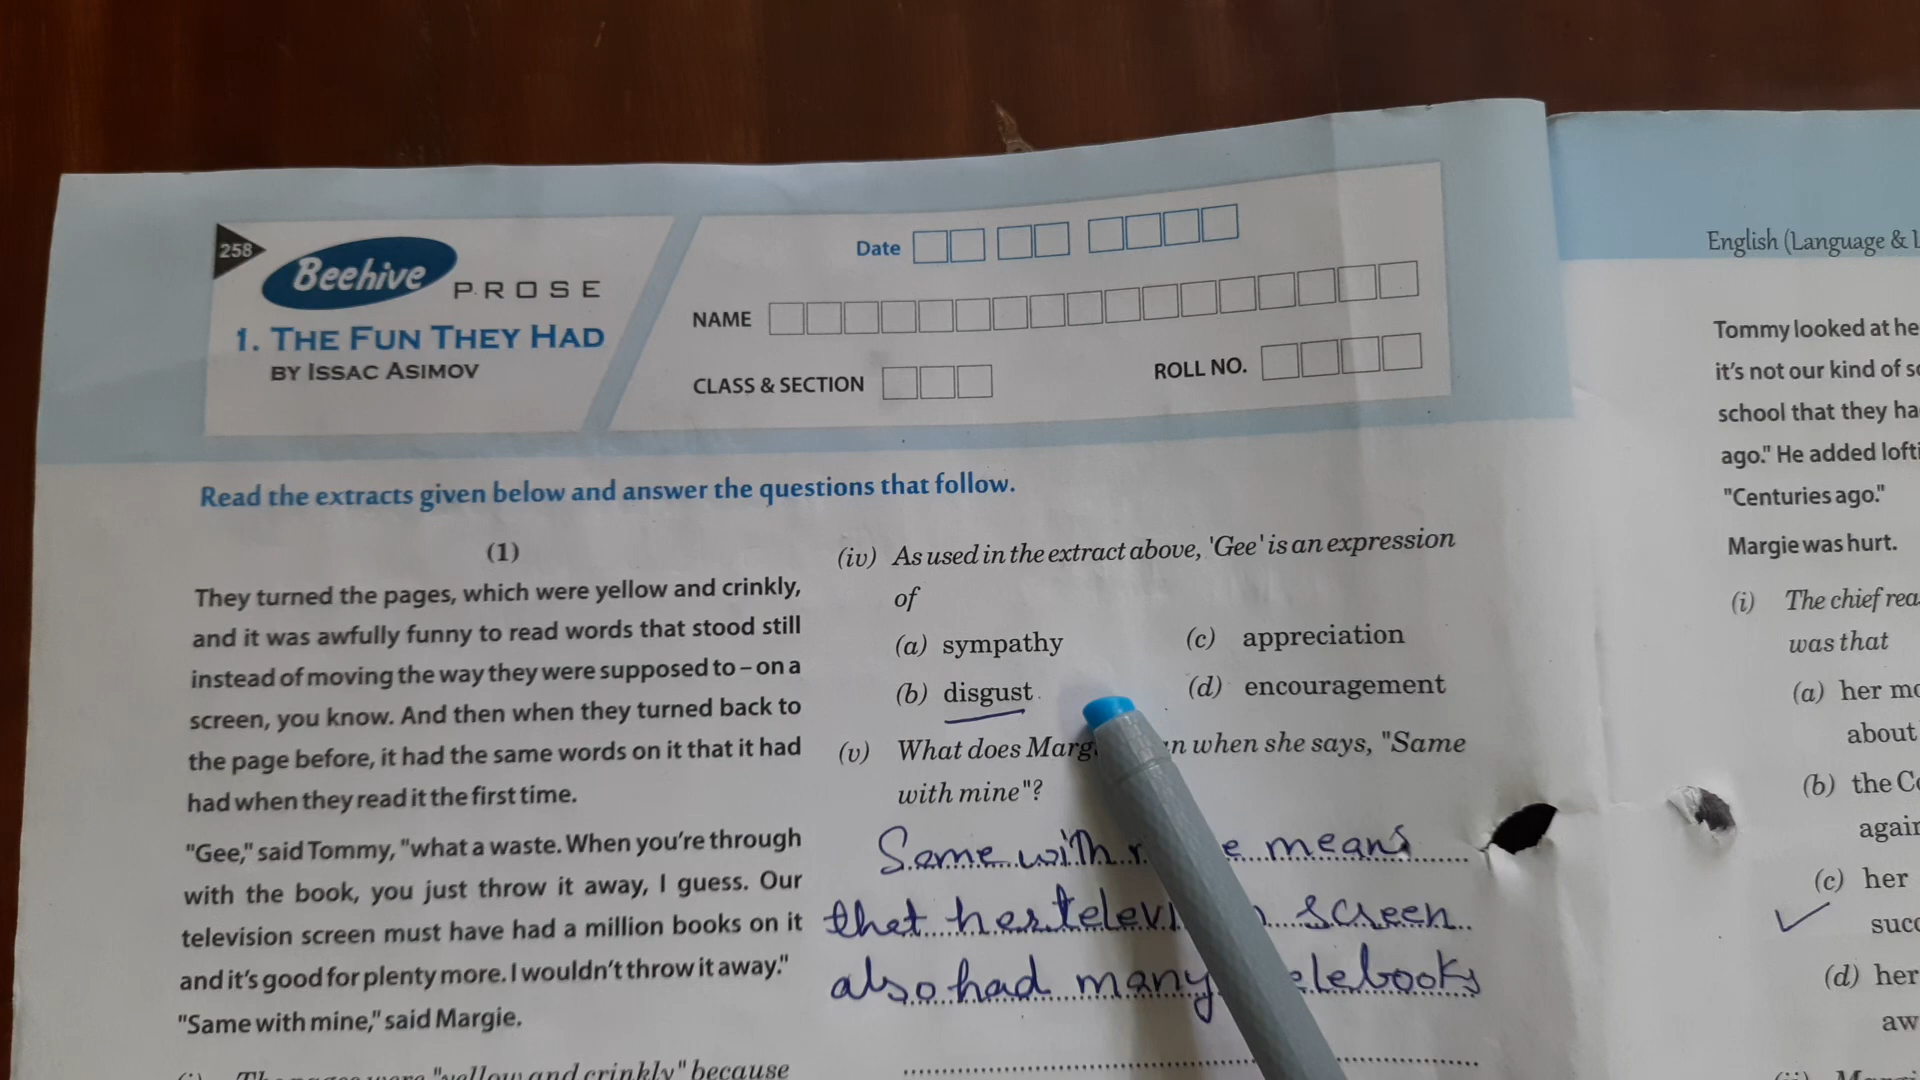 258
Beehive PROSE
1. THE FUN THEY HAD
BY ISSAC ASIMOV
Date
NAME
CLASS & SECTION
ROLL NO.
Read the extracts given below and answer the questions that follow.
(1)
They turned the pages, which were yellow and crinkly,
and it was awfully funny to read words that stood still
instead of moving the way they were supposed to – on a
screen, you know. And then when they turned back to
the page before, it had the same words on it that it had
had when they read it the first time.
"Gee," said Tommy, "what a waste. When you're through
with the book, you just throw it away, I guess. Our
television screen must have had a million books on it
and it's good for plenty more. I wouldn't throw it away."
"Same with mine," said Margie.
"yellow and crinkly" because
(iv) As used in the extract above, 'Gee' is an expression
of
(a) sympathy
(c) appreciation
(b) disgust
(d) encouragement
(v) What does when she says, "Same
with mine"?
Same with means
that her screen
also had many
English (Language &
Tommy looked at
it's not our kind of
school that they
ago." He added
"Centuries ago."
Margie was hurt.
(i) The chief
was that
(a) her
about
(b) the
(c) her
(d) her